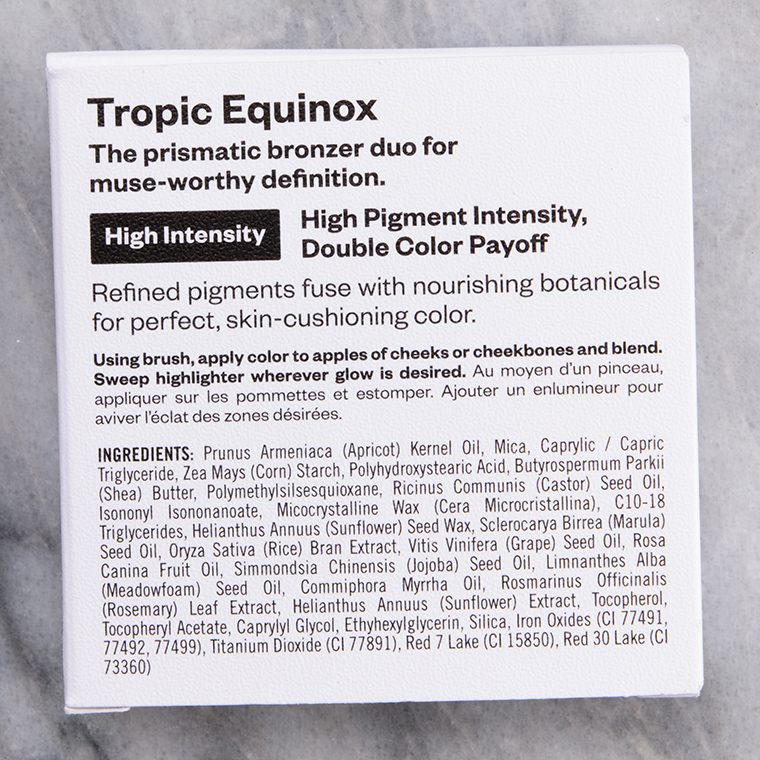 Tropic Equinox
The prismatic bronzer duo for
muse-worthy definition.
High Intensity
High Pigment Intensity,
Double Color Payoff
Refined pigments fuse with nourishing botanicals
for perfect, skin-cushioning color.
Using brush, apply color to apples of cheeks or cheekbones and blend.
Sweep highlighter wherever glow is desired. Au moyen d'un pinceau,
appliquer sur les pommettes et estomper. Ajouter un enlumineur pour
aviver l'éclat des zones désirées.
INGREDIENTS: Prunus Armeniaca (Apricot) Kernel Oil, Mica, Caprylic / Capric
Triglyceride, Zea Mays (Corn) Starch, Polyhydroxystearic Acid, Butyrospermum Parkii
(Shea) Butter, Polymethylsilsesquioxane, Ricinus Communis (Castor) Seed Oil,
Isononyl Isononanoate, Micocrystalline Wax (Cera Microcristallina), C10-18
Triglycerides, Helianthus Annuus (Sunflower) Seed Wax, Sclerocarya Birrea (Marula)
Seed Oil, Oryza Sativa (Rice) Bran Extract, Vitis Vinifera (Grape) Seed Oil, Rosa
Canina Fruit Oil, Simmondsia Chinensis (Jojoba) Seed Oil, Limnanthes Alba
(Meadowfoam) Seed Oil, Commiphora Myrrha Oil, Rosmarinus Officinalis
(Rosemary) Leaf Extract, Helianthus Annuus (Sunflower) Extract, Tocopherol,
Tocopheryl Acetate, Caprylyl Glycol, Ethyhexylglycerin, Silica, Iron Oxides (CI 77491,
77492, 77499), Titanium Dioxide (CI 77891), Red 7 Lake (CI 15850), Red 30 Lake (CI
73360)